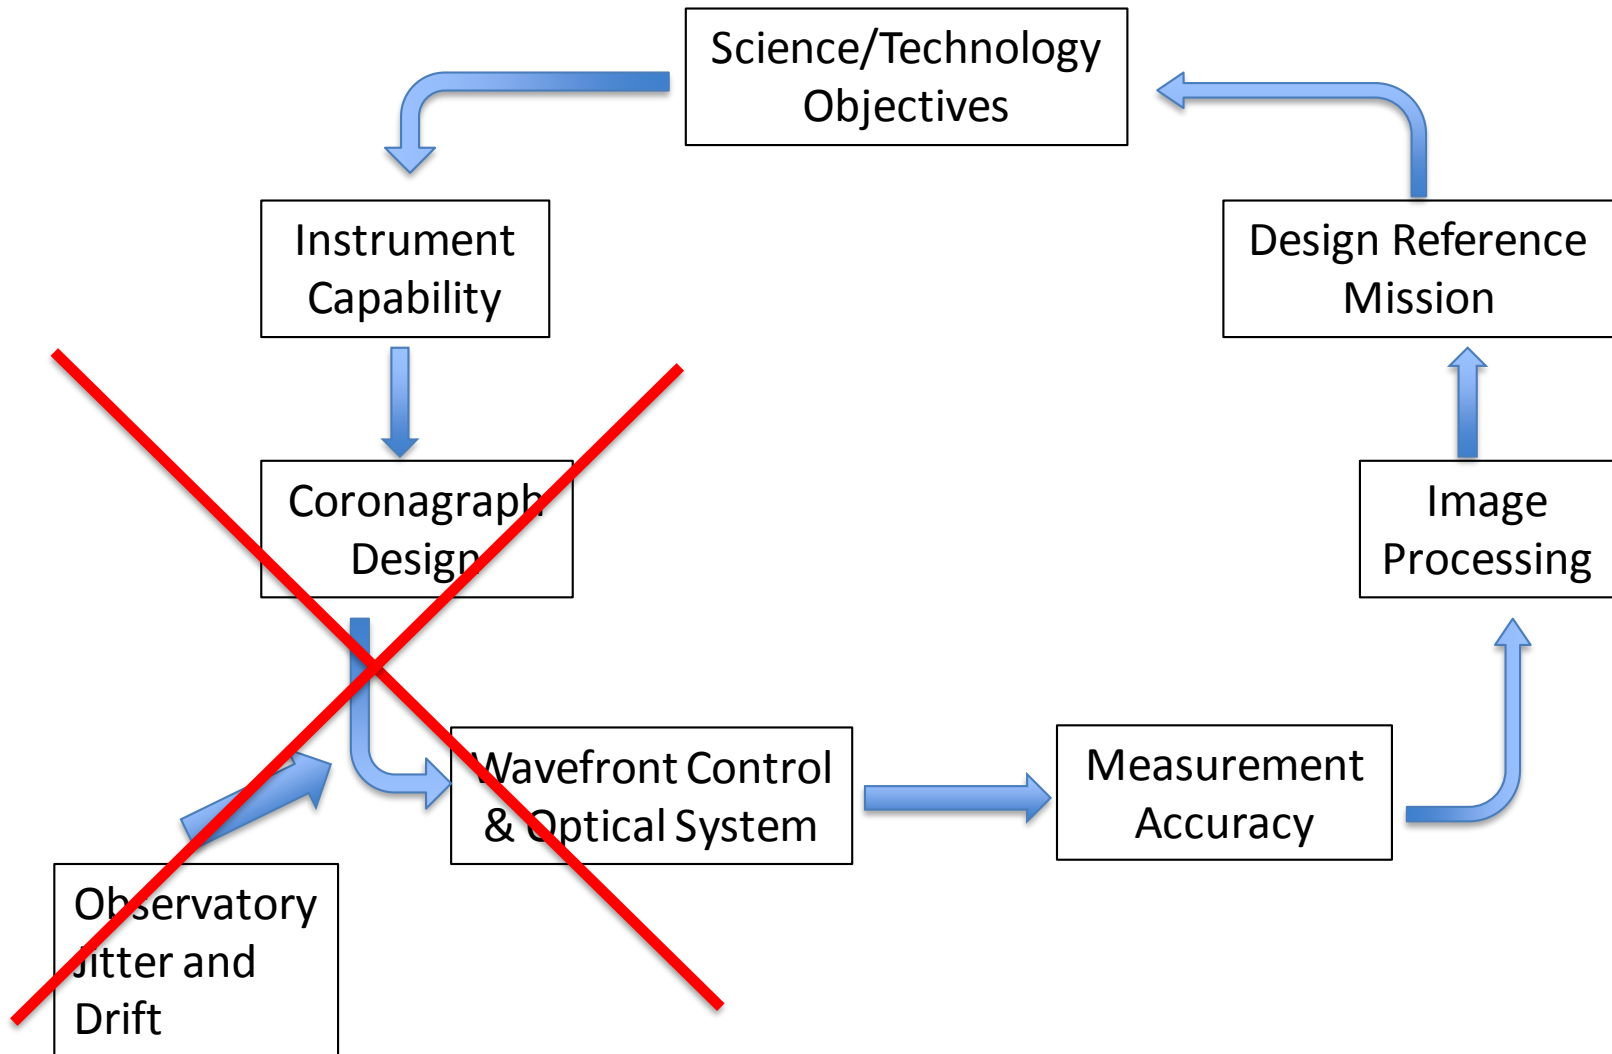 Science/Technology
Objectives
Instrument
Capability
Design Reference
Mission
Coronagraph
Design
Image
Processing
Wavefront Control
& Optical System
Measurement
Accuracy
Observatory
Jitter and
Drift